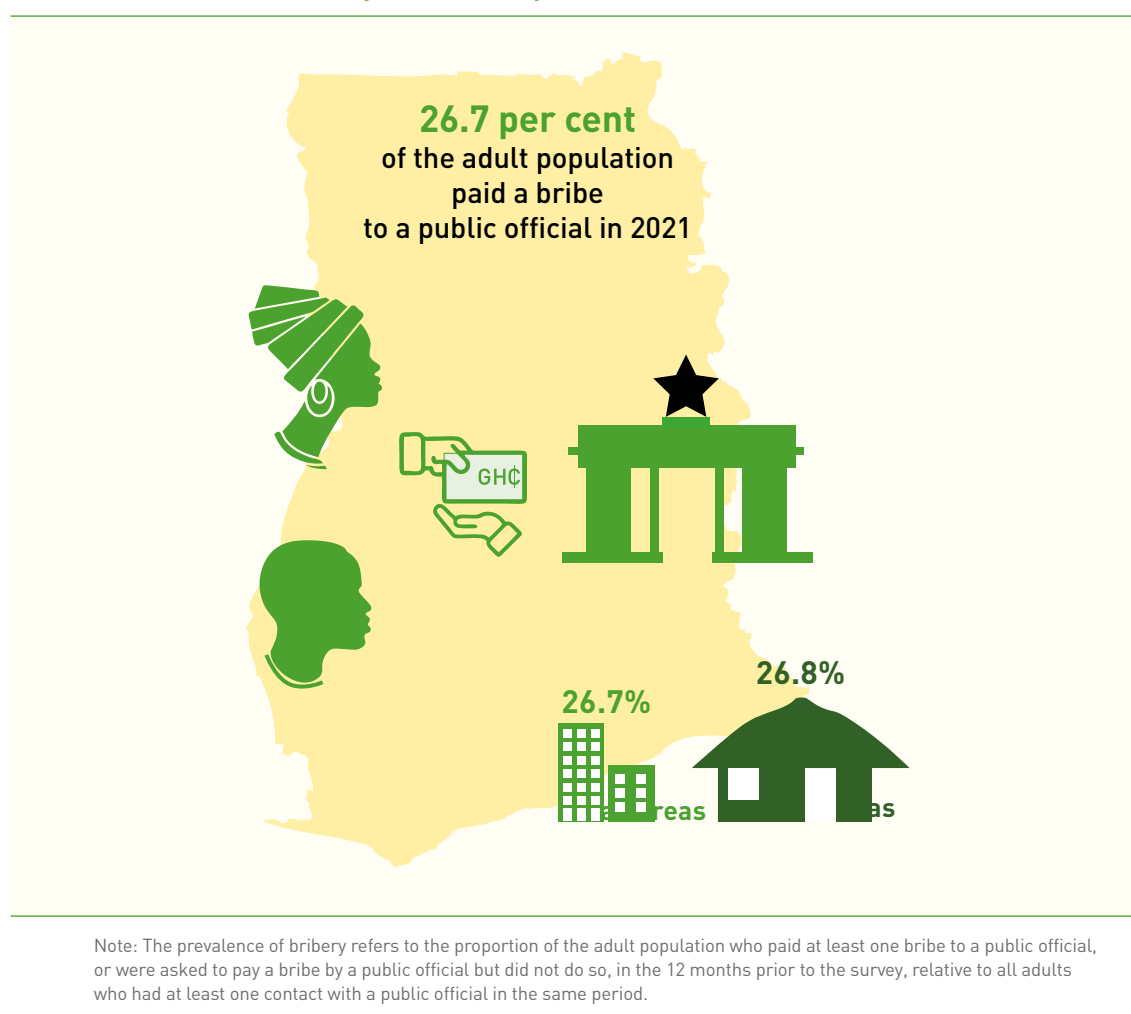 26.7 per cent
of the adult population
paid a bribe
to a public official in 2021
GH₵
26.8%
26.7%
Note: The prevalence of bribery refers to the proportion of the adult population who paid at least one bribe to a public official,
or were asked to pay a bribe by a public official but did not do so, in the 12 months prior to the survey, relative to all adults
who had at least one contact with a public official in the same period.